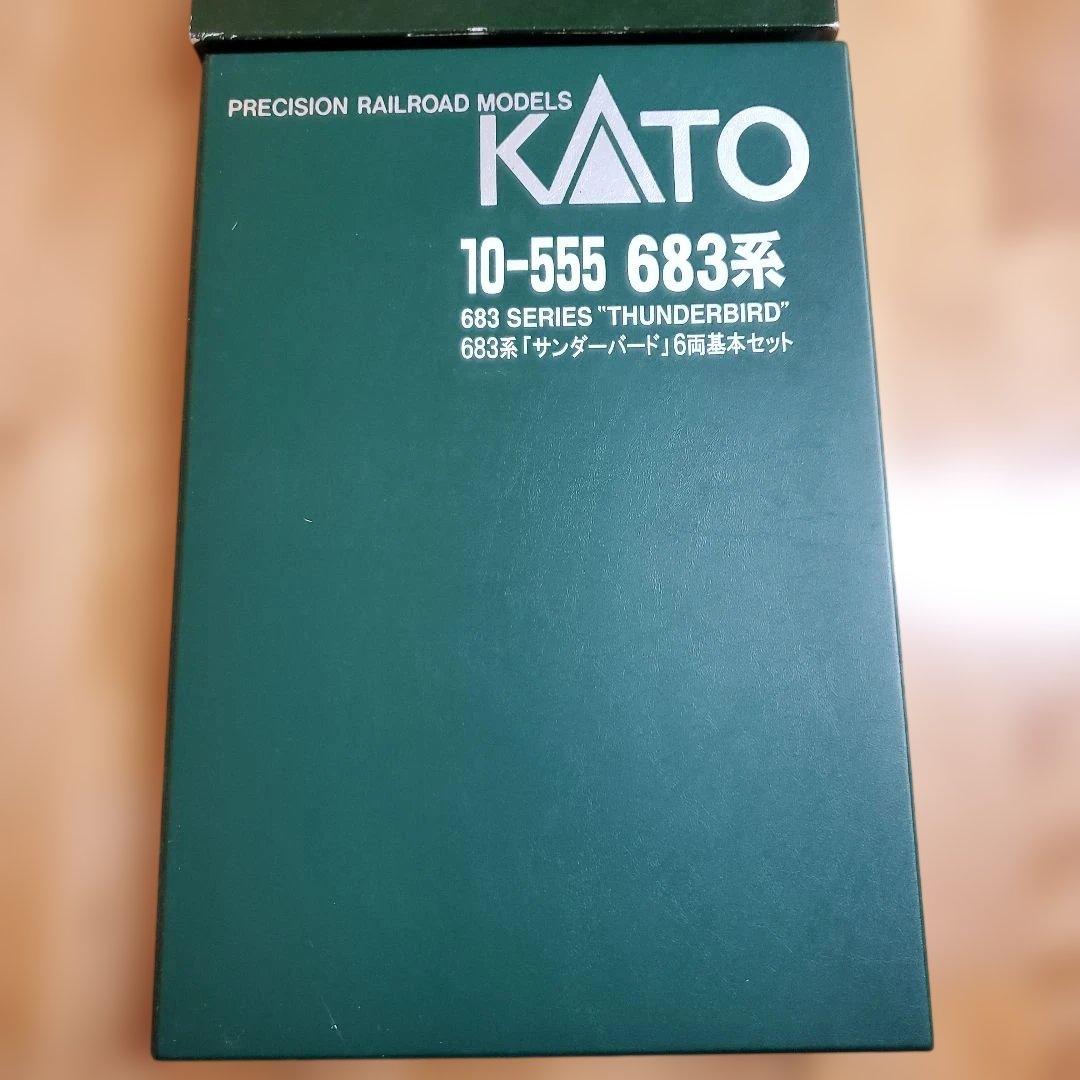 PRECISION RAILROAD MODELS
KATO
10-555 683系
683 SERIES "THUNDERBIRD"
683系「サンダーバード」6両基本セット